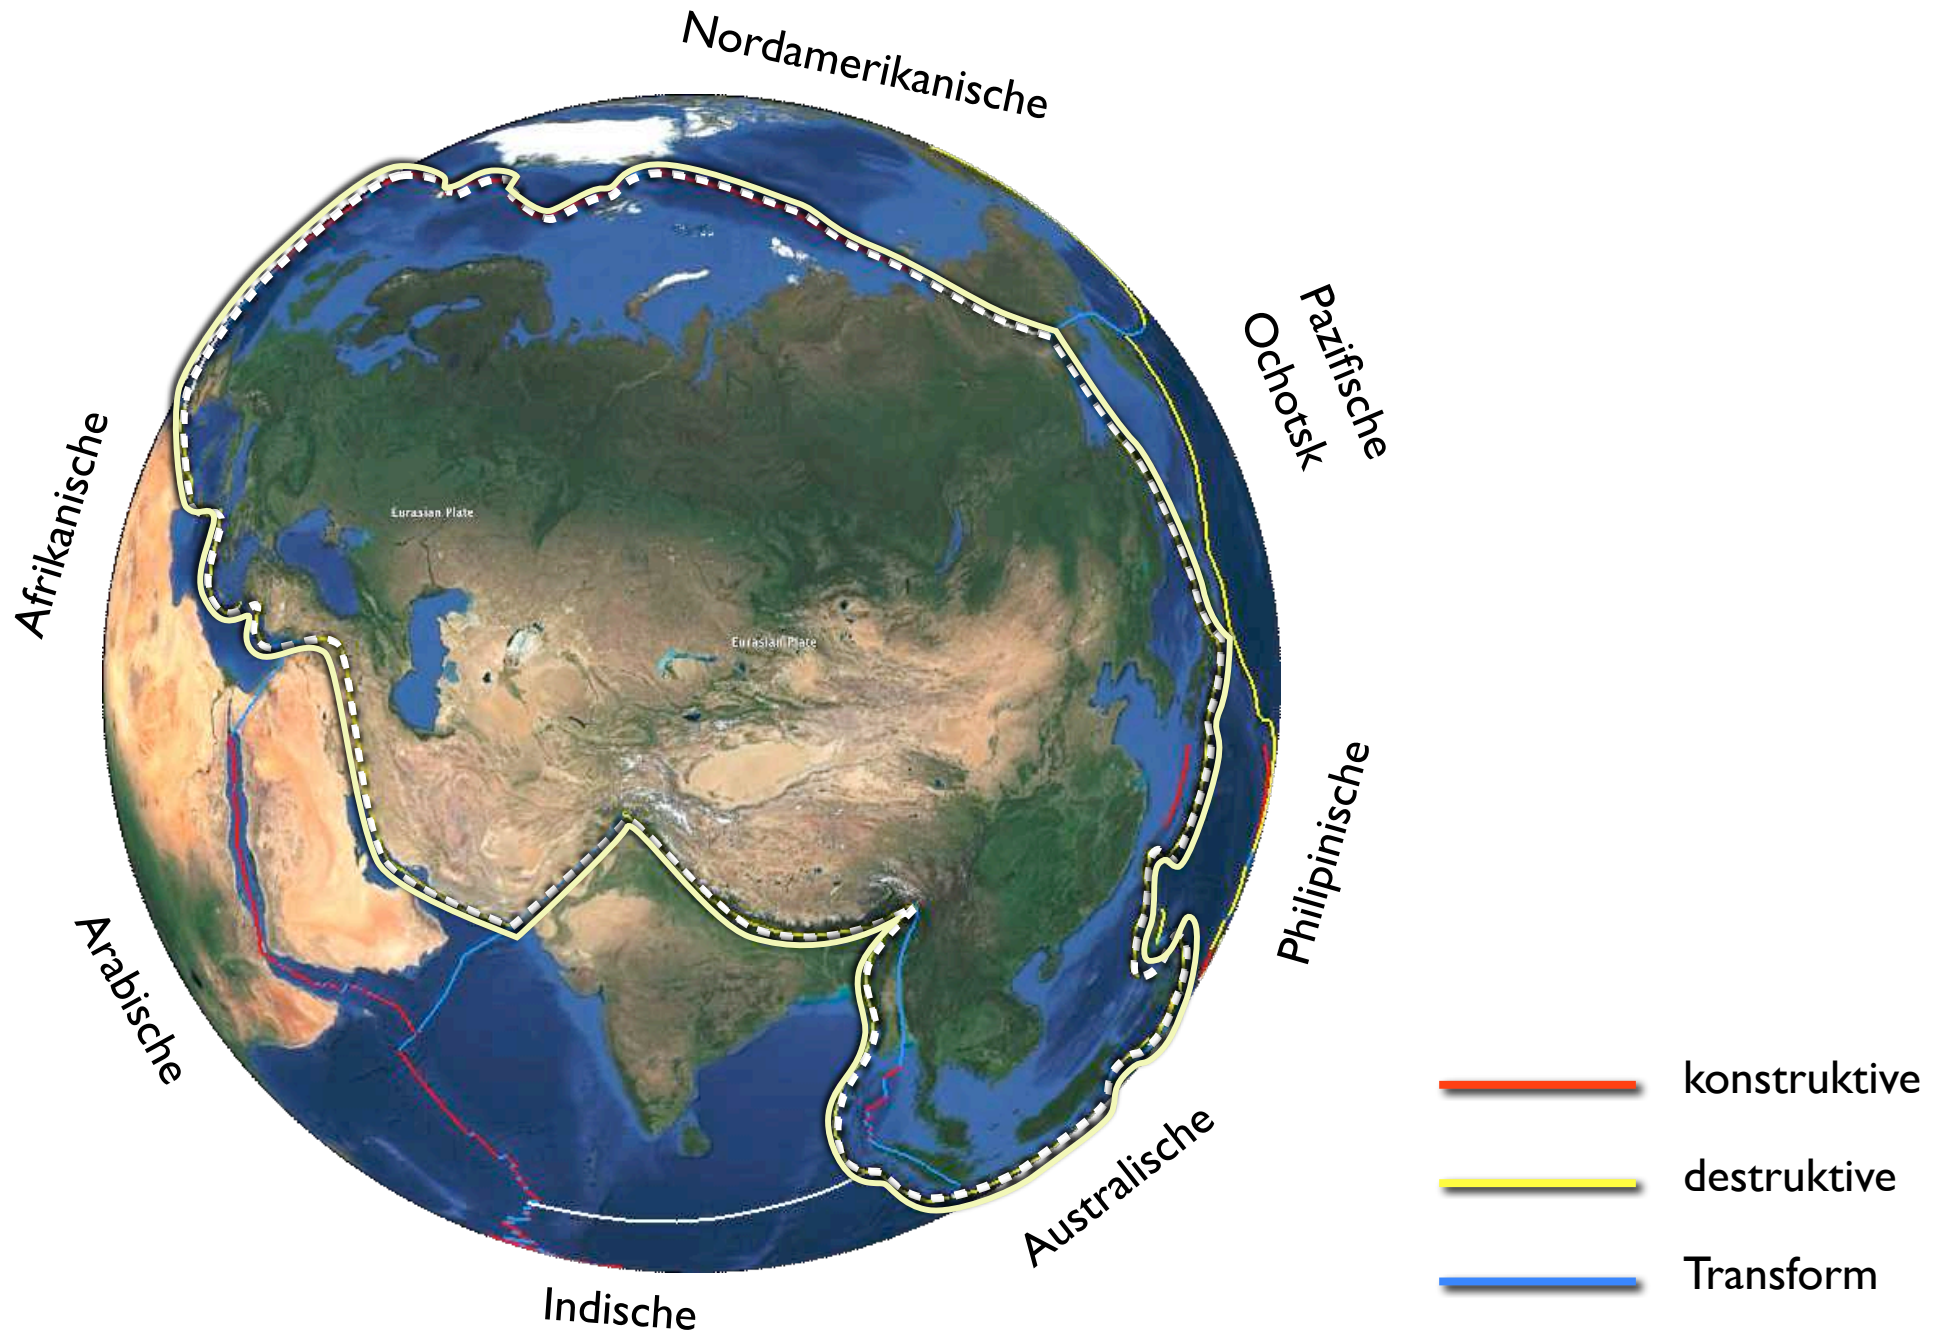 Nordamerikanische
Pazifische
Ochotsk
Afrikanische
Eurasian Plate
Eurasian Plate
Philipinische
Arabische
Australische
Indische
konstruktive
destruktive
Transform